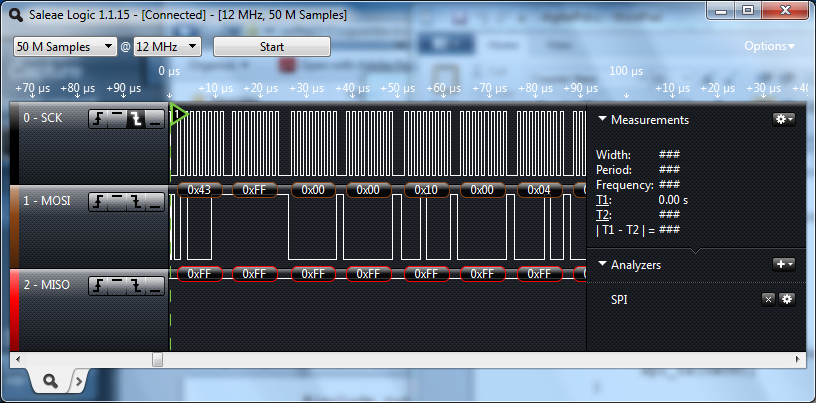 Saleae Logic 1.1.15 - [Connected] - [12 MHz, 50 M Samples]
50 M Samples @ 12 MHz Start Options
0 µs 100 µs
+70 µs +80 µs +90 µs +10 µs +20 µs +30 µs +40 µs +50 µs +60 µs +70 µs +80 µs +90 µs +10 µs +20 µs +30 µs
0 - SCK 1 Measurements
Width: ###
Period: ###
Frequency: ###
T1: 0.00 s
T2: ###
| T1 - T2 | = ###
0x43 0xFF 0x00 0x00 0x10 0x00 0x04
1 - MOSI
Analyzers
0xFF 0xFF 0xFF 0xFF 0xFF 0xFF 0xFF
2 - MISO
SPI